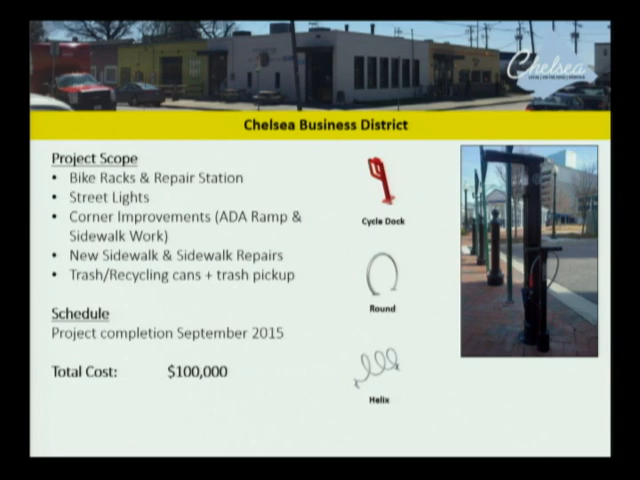 Chelsea
Chelsea Business District
Project Scope
• Bike Racks & Repair Station
• Street Lights
• Corner Improvements (ADA Ramp &
Sidewalk Work)
• New Sidewalk & Sidewalk Repairs
• Trash/Recycling cans + trash pickup
Schedule
Project completion September 2015
Total Cost: $100,000
Cycle Dock
Round
Helix